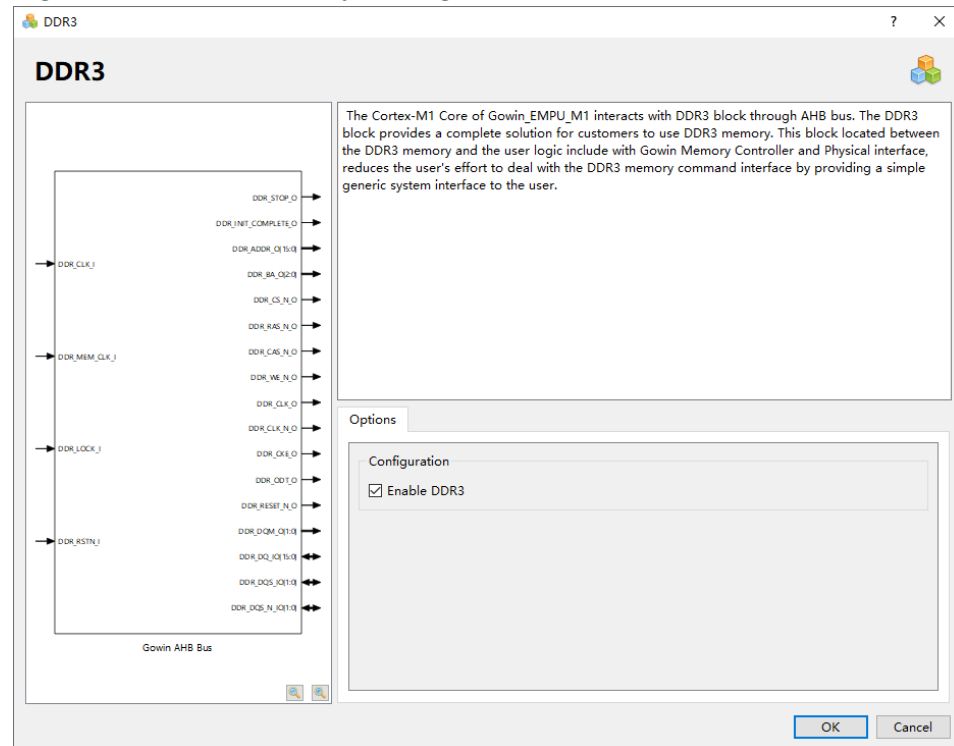 DDR3
?
DDR3
DDR_STOP_O
DDR_INIT_COMPLETE_O
DDR_ADDR_O[15:0]
DDR_CLK_I
DDR_BA_O[2:0]
DDR_CS_N_O
DDR_RAS_N_O
DDR_MEM_CLK_I
DDR_CAS_N_O
DDR_WE_N_O
DDR_CLK_O
DDR_CLK_N_O
DDR_LOCK_I
DDR_CKE_O
DDR_ODT_O
DDR_RESET_N_O
DDR_DQM_O[1:0]
DDR_RSTN_I
DDR_DQ_IO[15:0]
DDR_DQS_IO[1:0]
DDR_DQS_N_IO[1:0]
Gowin AHB Bus
The Cortex-M1 Core of Gowin_EMPU_M1 interacts with DDR3 block through AHB bus. The DDR3
block provides a complete solution for customers to use DDR3 memory. This block located between
the DDR3 memory and the user logic include with Gowin Memory Controller and Physical interface,
reduces the user's effort to deal with the DDR3 memory command interface by providing a simple
generic system interface to the user.
Options
Configuration
Enable DDR3
OK
Cancel